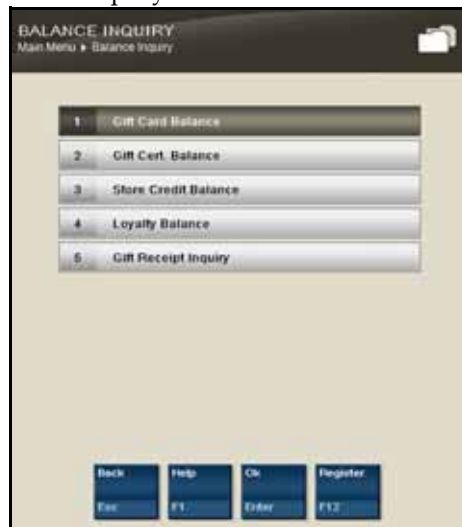 BALANCE INQUIRY
Main Menu ▸ Balance Inquiry
1 Gift Card Balance
2 Gift Cert. Balance
3 Store Credit Balance
4 Loyalty Balance
5 Gift Receipt Inquiry
Back Help Ok Register
Esc F1 Enter F12